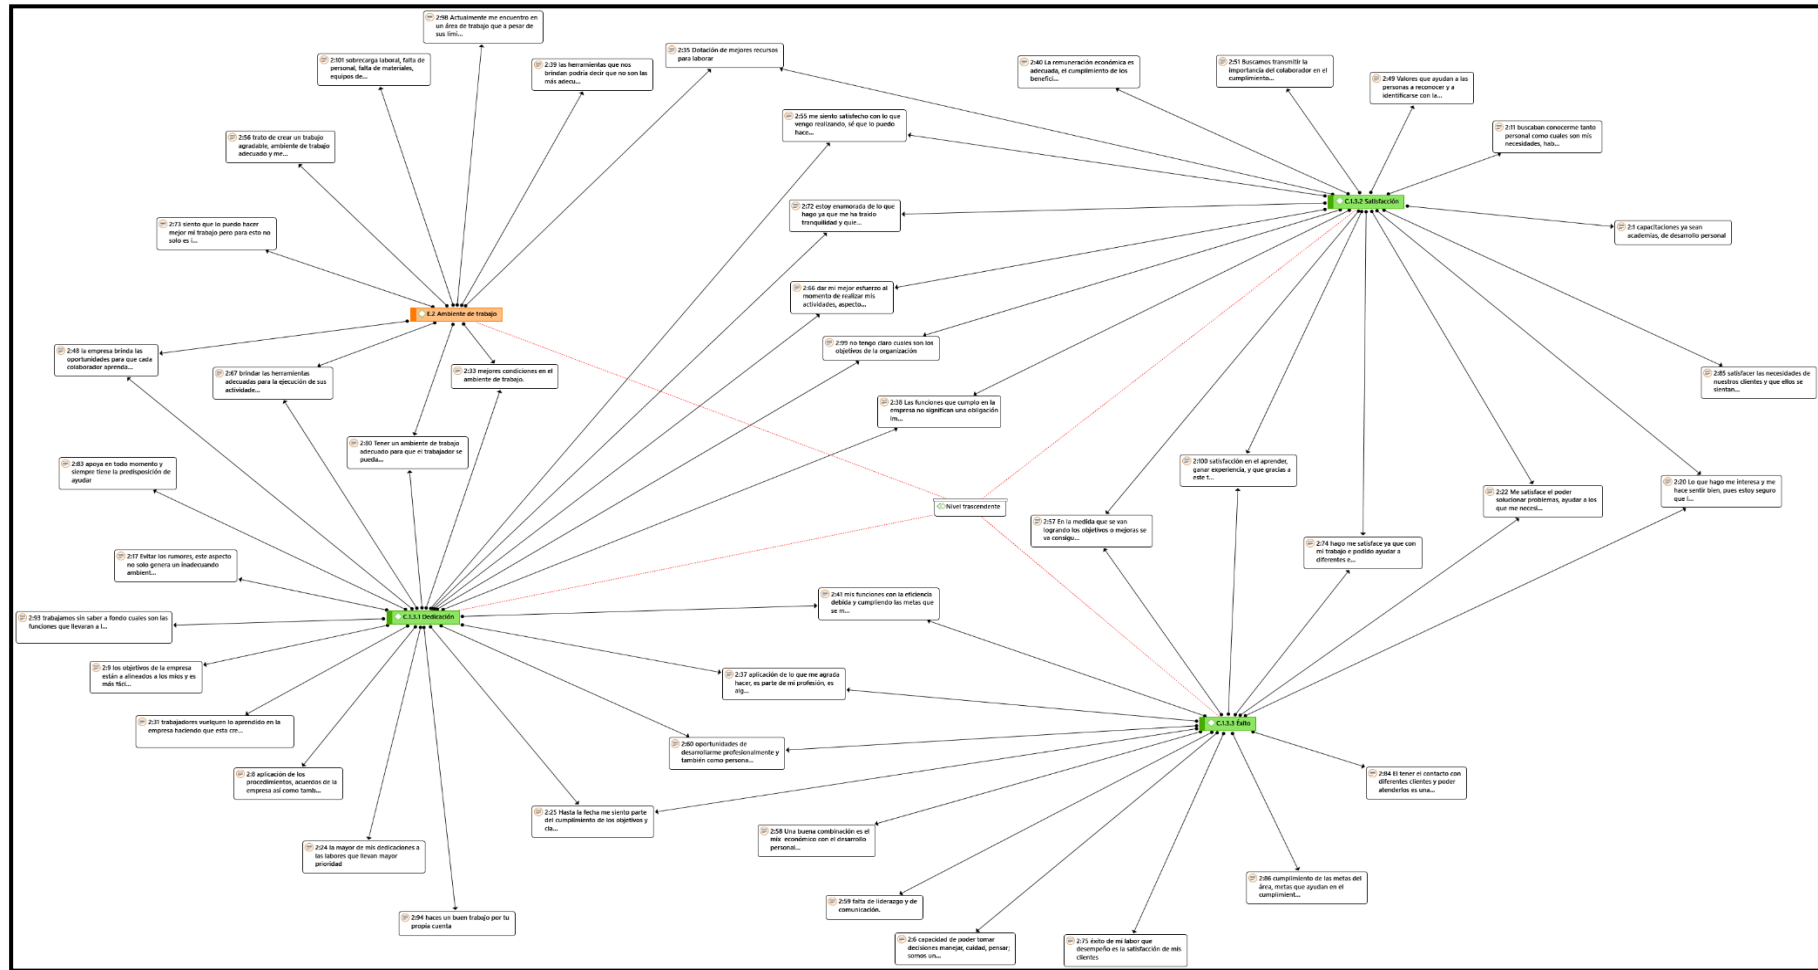 2:98 Actualmente me encuentro en
un área de trabajo que a pesar de
sus limi...
2:101 sobrecarga laboral, falta de
personal, falta de materiales,
equipos de...
2:39 las herramientas que nos
brindan podría decir que no son las
más adecu...
2:35 Dotación de mejores recursos
para laborar
2:40 La remuneración económica es
adecuada, el cumplimiento de los
benefici...
2:51 Buscamos transmitir la
importancia del colaborador en el
cumplimiento...
2:49 Valores que ayudan a las
personas a reconocer y a
identificarse con la...
2:11 buscaban conocerme tanto
personal como cuales son mis
necesidades, hab...
2:56 trato de crear un trabajo
agradable, ambiente de trabajo
adecuado y me...
2:55 me siento satisfecho con lo que
vengo realizando, sé que lo puedo
hace...
2:73 siento que lo puedo hacer
mejor mi trabajo pero para esto no
solo es i...
2:72 estoy enamorada de lo que
hago ya que me ha traído
tranquilidad y quie...
C.1.3.2 Satisfacción
2:1 capacitaciones ya sean
academias, de desarrollo personal
2:66 dar mi mejor esfuerzo al
momento de realizar mis
actividades, aspecto...
E.2 Ambiente de trabajo
2:99 no tengo claro cuales son los
objetivos de la organización
2:48 la empresa brinda las
oportunidades para que cada
colaborador aprenda...
2:67 brindar las herramientas
adecuadas para la ejecución de sus
actividade...
2:33 mejores condiciones en el
ambiente de trabajo.
2:85 satisfacer las necesidades de
nuestros clientes y que ellos se
sientan...
2:38 Las funciones que cumplo en la
empresa no significan una obligación
im...
2:80 Tener un ambiente de trabajo
adecuado para que el trabajador se
pueda...
2:83 apoya en todo momento y
siempre tiene la predisposición de
ayudar
2:100 satisfacción en el aprender,
ganar experiencia, y que gracias a
este t...
2:22 Me satisface el poder
solucionar problemas, ayudar a los
que me necesi...
2:20 Lo que hago me interesa y me
hace sentir bien, pues estoy seguro
que l...
Nivel trascendente
2:57 En la medida que se van
logrando los objetivos o mejoras se
va consigu...
2:74 hago me satisface ya que con
mi trabajo e podido ayudar a
diferentes e...
2:17 Evitar los rumores, este aspecto
no solo genera un inadecuando
ambient...
2:41 mis funciones con la eficiencia
debida y cumpliendo las metas que
se m...
2:93 trabajamos sin saber a fondo cuales son las
funciones que llevaran a l...
C.1.3.1 Dedicación
2:9 los objetivos de la empresa
están a alineados a los míos y es
más fáci...
2:37 aplicación de lo que me agrada
hacer, es parte de mi profesión, es
alg...
2:31 trabajadores vuelquen lo aprendido en la
empresa haciendo que esta cre...
C.1.3.3 Éxito
2:60 oportunidades de
desarrollarme profesionalmente y
también como persona...
2:8 aplicación de los
procedimientos, acuerdos de la
empresa así como tamb...
2:84 El tener el contacto con
diferentes clientes y poder
atenderlos es una...
2:25 Hasta la fecha me siento parte
del cumplimiento de los objetivos y
cla...
2:58 Una buena combinación es el
mix económico con el desarrollo
personal...
2:24 la mayor de mis dedicaciones a
las labores que llevan mayor
prioridad
2:86 cumplimiento de las metas del
área, metas que ayudan en el
cumplimient...
2:59 falta de liderazgo y de
comunicación.
2:94 haces un buen trabajo por tu
propia cuenta
2:6 capacidad de poder tomar
decisiones manejar, cuidad, pensar;
somos un...
2:75 éxito de mi labor que
desempeño es la satisfacción de mis
clientes